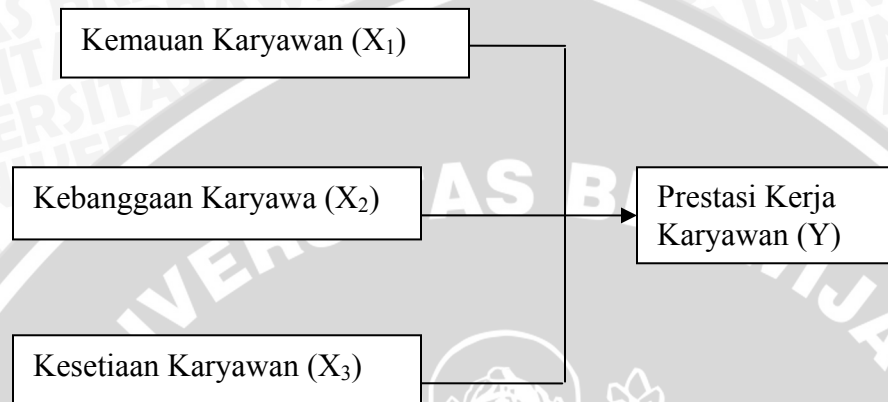 Kemauan Karyawan (X₁)
Kebanggaan Karyawa (X₂)
Prestasi Kerja
Karyawan (Y)
Kesetiaan Karyawan (X₃)